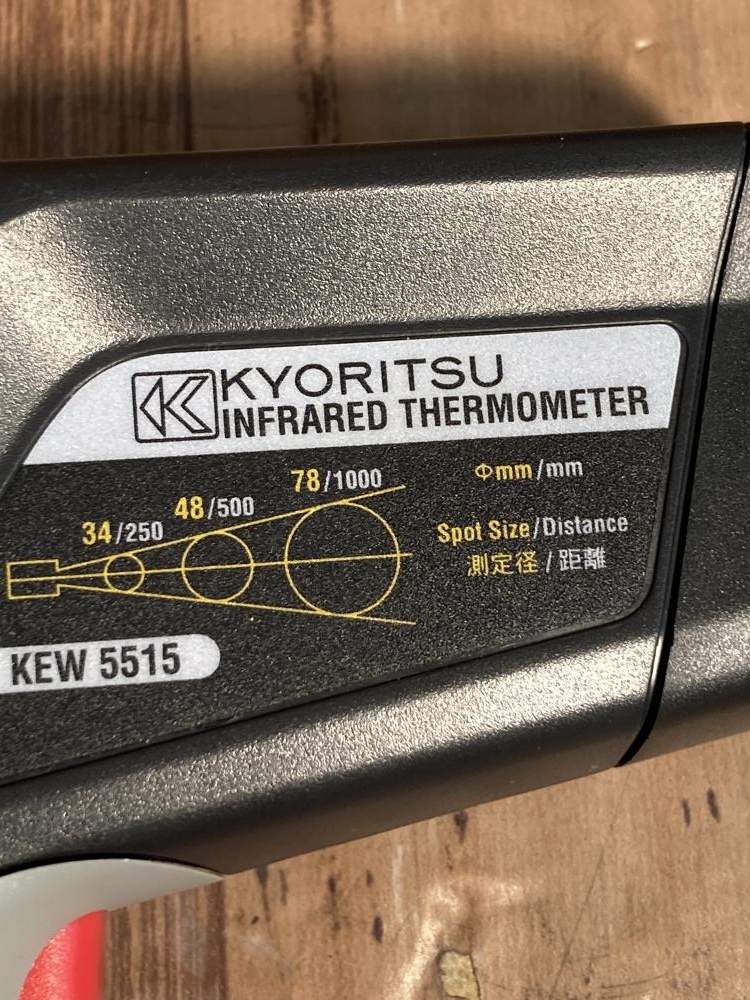 KYORITSU
INFRARED THERMOMETER
34/250
48/500
78/1000
Φmm/mm
Spot Size/Distance
測定径/距離
KEW 5515